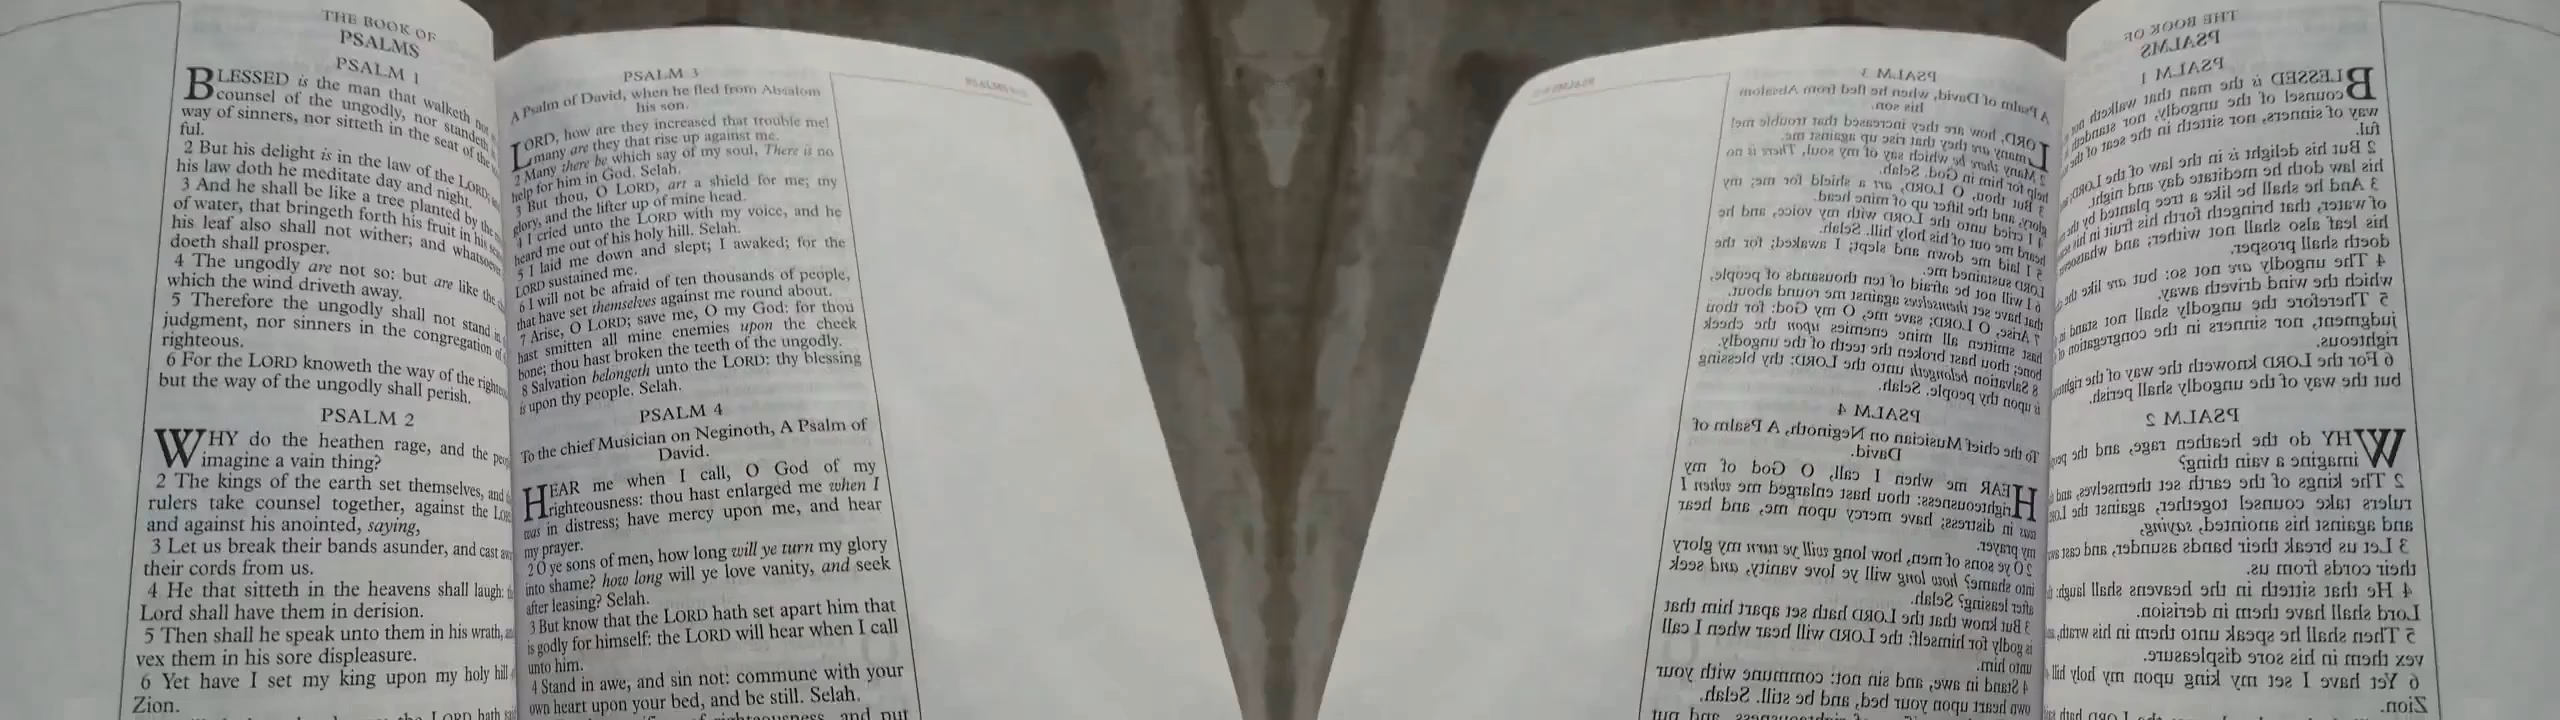 THE BOOK OF
PSALMS
PSALM 1
BLESSED is the man that walketh not
counsel of the ungodly, nor standeth
way of sinners, nor sitteth in the seat of the
ful.
2 But his delight is in the law of the LORD;
his law doth he meditate day and night.
3 And he shall be like a tree planted by the
of water, that bringeth forth his fruit in his
his leaf also shall not wither; and whatsoever
doeth shall prosper.
4 The ungodly are not so: but are like the
which the wind driveth away.
5 Therefore the ungodly shall not stand in
judgment, nor sinners in the congregation of
righteous.
6 For the LORD knoweth the way of the
but the way of the ungodly shall perish.
PSALM 2
WHY do the heathen rage, and the
imagine a vain thing?
2 The kings of the earth set themselves, and
rulers take counsel together, against the
and against his anointed, saying,
3 Let us break their bands asunder, and cast
their cords from us.
4 He that sitteth in the heavens shall laugh:
Lord shall have them in derision.
5 Then shall he speak unto them in his wrath,
vex them in his sore displeasure.
6 Yet have I set my king upon my holy hill
Zion.
LORD hath
PSALM 3
A Psalm of David, when he fled from Absalom
his son.
LORD, how are they increased that trouble me!
many are they that rise up against me.
2 Many there be which say of my soul, There is no
help for him in God. Selah.
3 But thou, O LORD, art a shield for me; my
glory, and the lifter up of mine head.
4 I cried unto the LORD with my voice, and he
heard me out of his holy hill. Selah.
5 I laid me down and slept; I awaked; for the
LORD sustained me.
6 I will not be afraid of ten thousands of people,
that have set themselves against me round about.
7 Arise, O LORD; save me, O my God: for thou
hast smitten all mine enemies upon the cheek
bone; thou hast broken the teeth of the ungodly.
8 Salvation belongeth unto the LORD: thy blessing
is upon thy people. Selah.
PSALM 4
To the chief Musician on Neginoth, A Psalm of
David.
HEAR me when I call, O God of my
righteousness: thou hast enlarged me when I
was in distress; have mercy upon me, and hear
my prayer.
2 O ye sons of men, how long will ye turn my glory
into shame? how long will ye love vanity, and seek
after leasing? Selah.
3 But know that the LORD hath set apart him that
is godly for himself: the LORD will hear when I call
unto him.
4 Stand in awe, and sin not: commune with your
own heart upon your bed, and be still. Selah.
and put